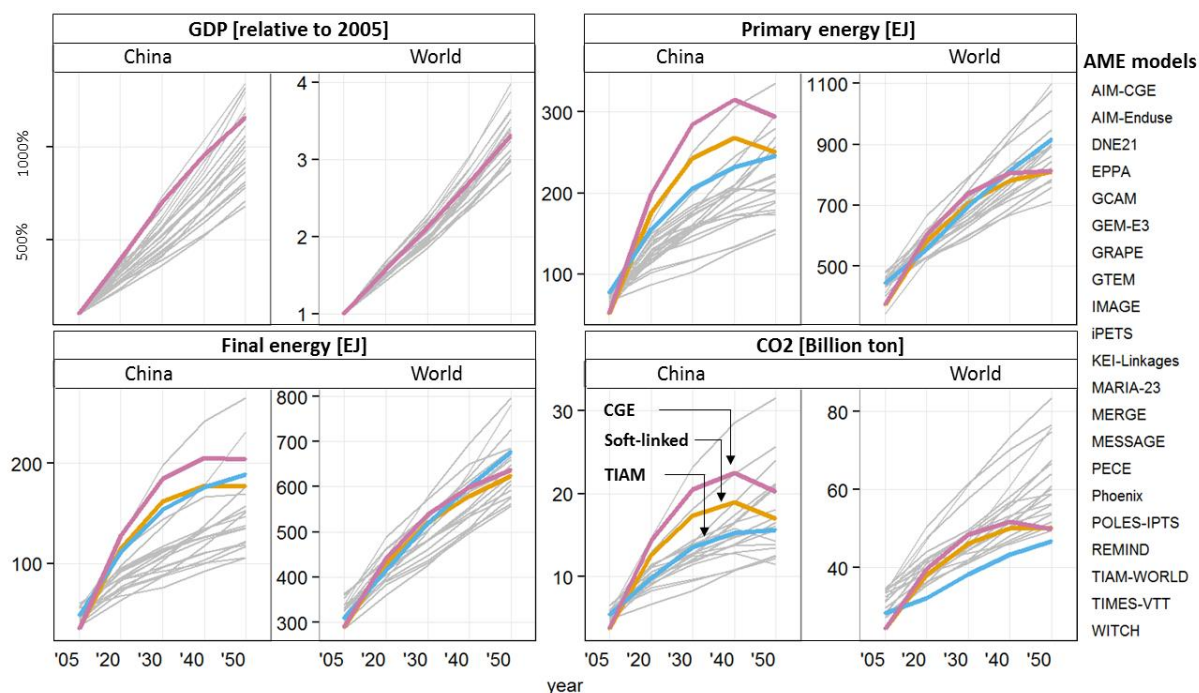 GDP [relative to 2005]
China
World
1000%
500%
4
3
2
1
Primary energy [EJ]
China
World
300
200
100
1100
900
700
500
Final energy [EJ]
China
World
200
100
800
700
600
500
400
300
'05 '20 '30 '40 '50
'05 '20 '30 '40 '50
CO2 [Billion ton]
China
World
30
20
10
CGE
Soft-linked
TIAM
80
60
40
'05 '20 '30 '40 '50
'05 '20 '30 '40 '50
year
AME models
AIM-CGE
AIM-Enduse
DNE21
EPPA
GCAM
GEM-E3
GRAPE
GTEM
IMAGE
iPETS
KEI-Linkages
MARIA-23
MERGE
MESSAGE
PECE
Phoenix
POLES-IPTS
REMIND
TIAM-WORLD
TIMES-VTT
WITCH